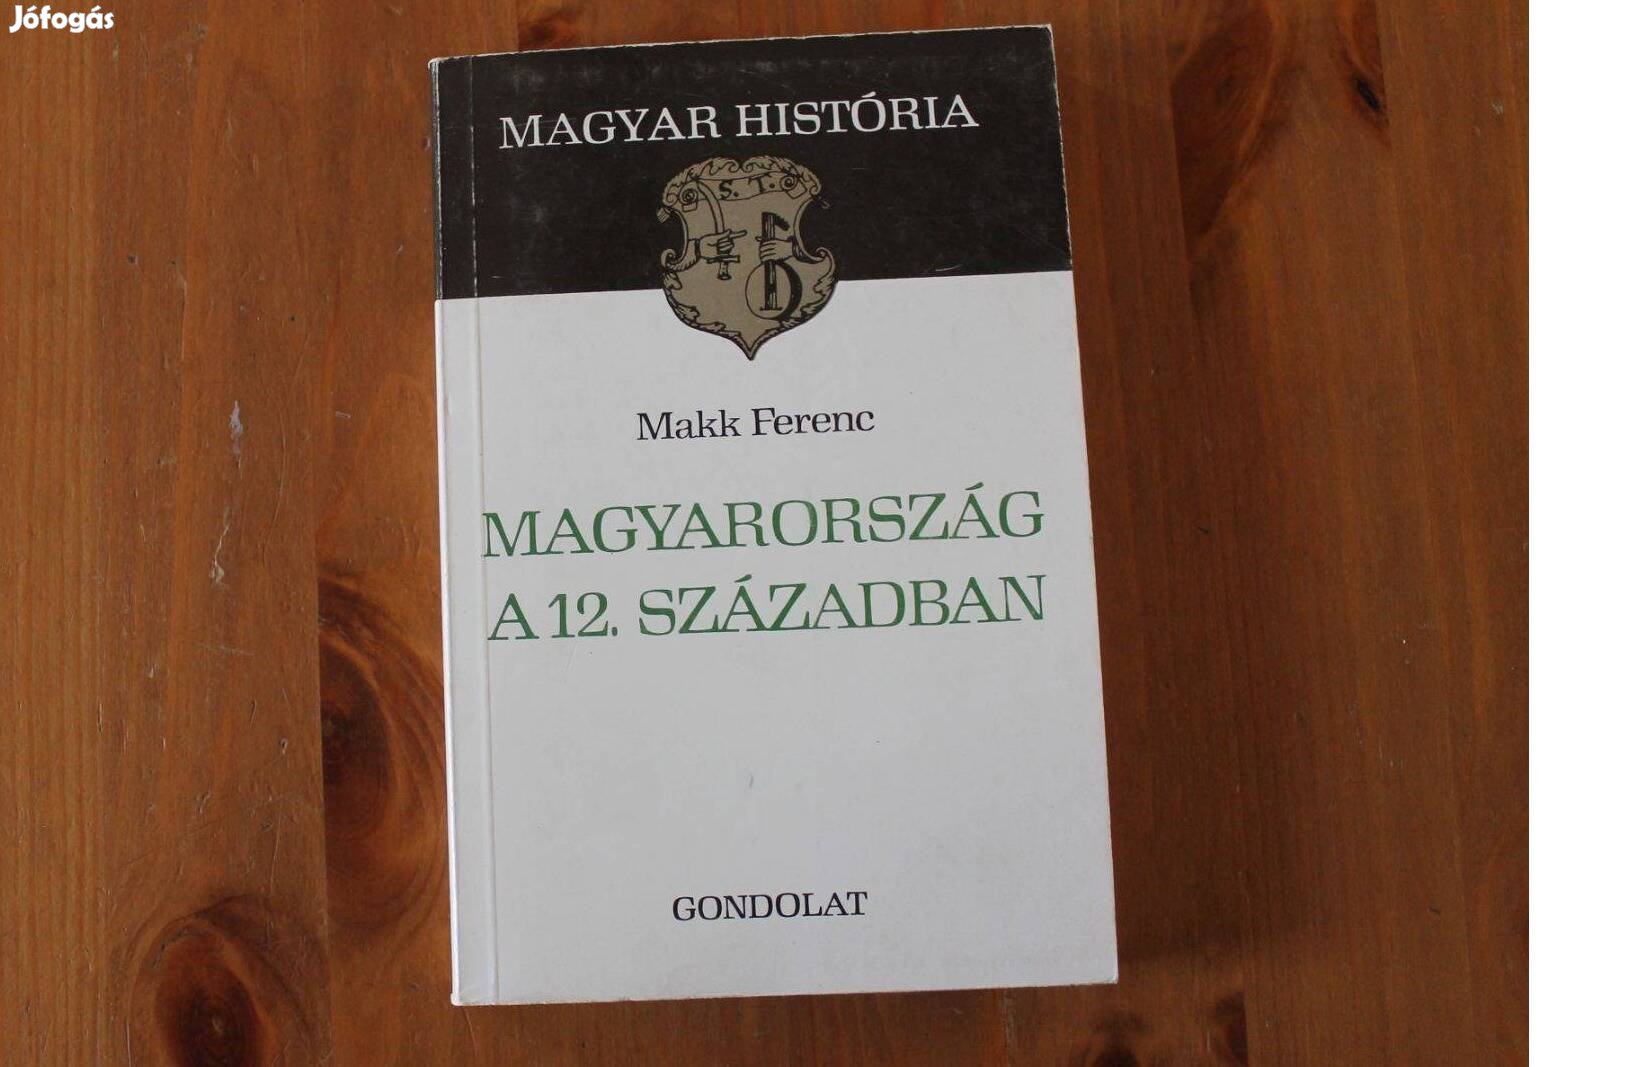 Jófogás
MAGYAR HISTÓRIA
S. T.
Makk Ferenc
MAGYARORSZÁG
A 12. SZÁZADBAN
GONDOLAT